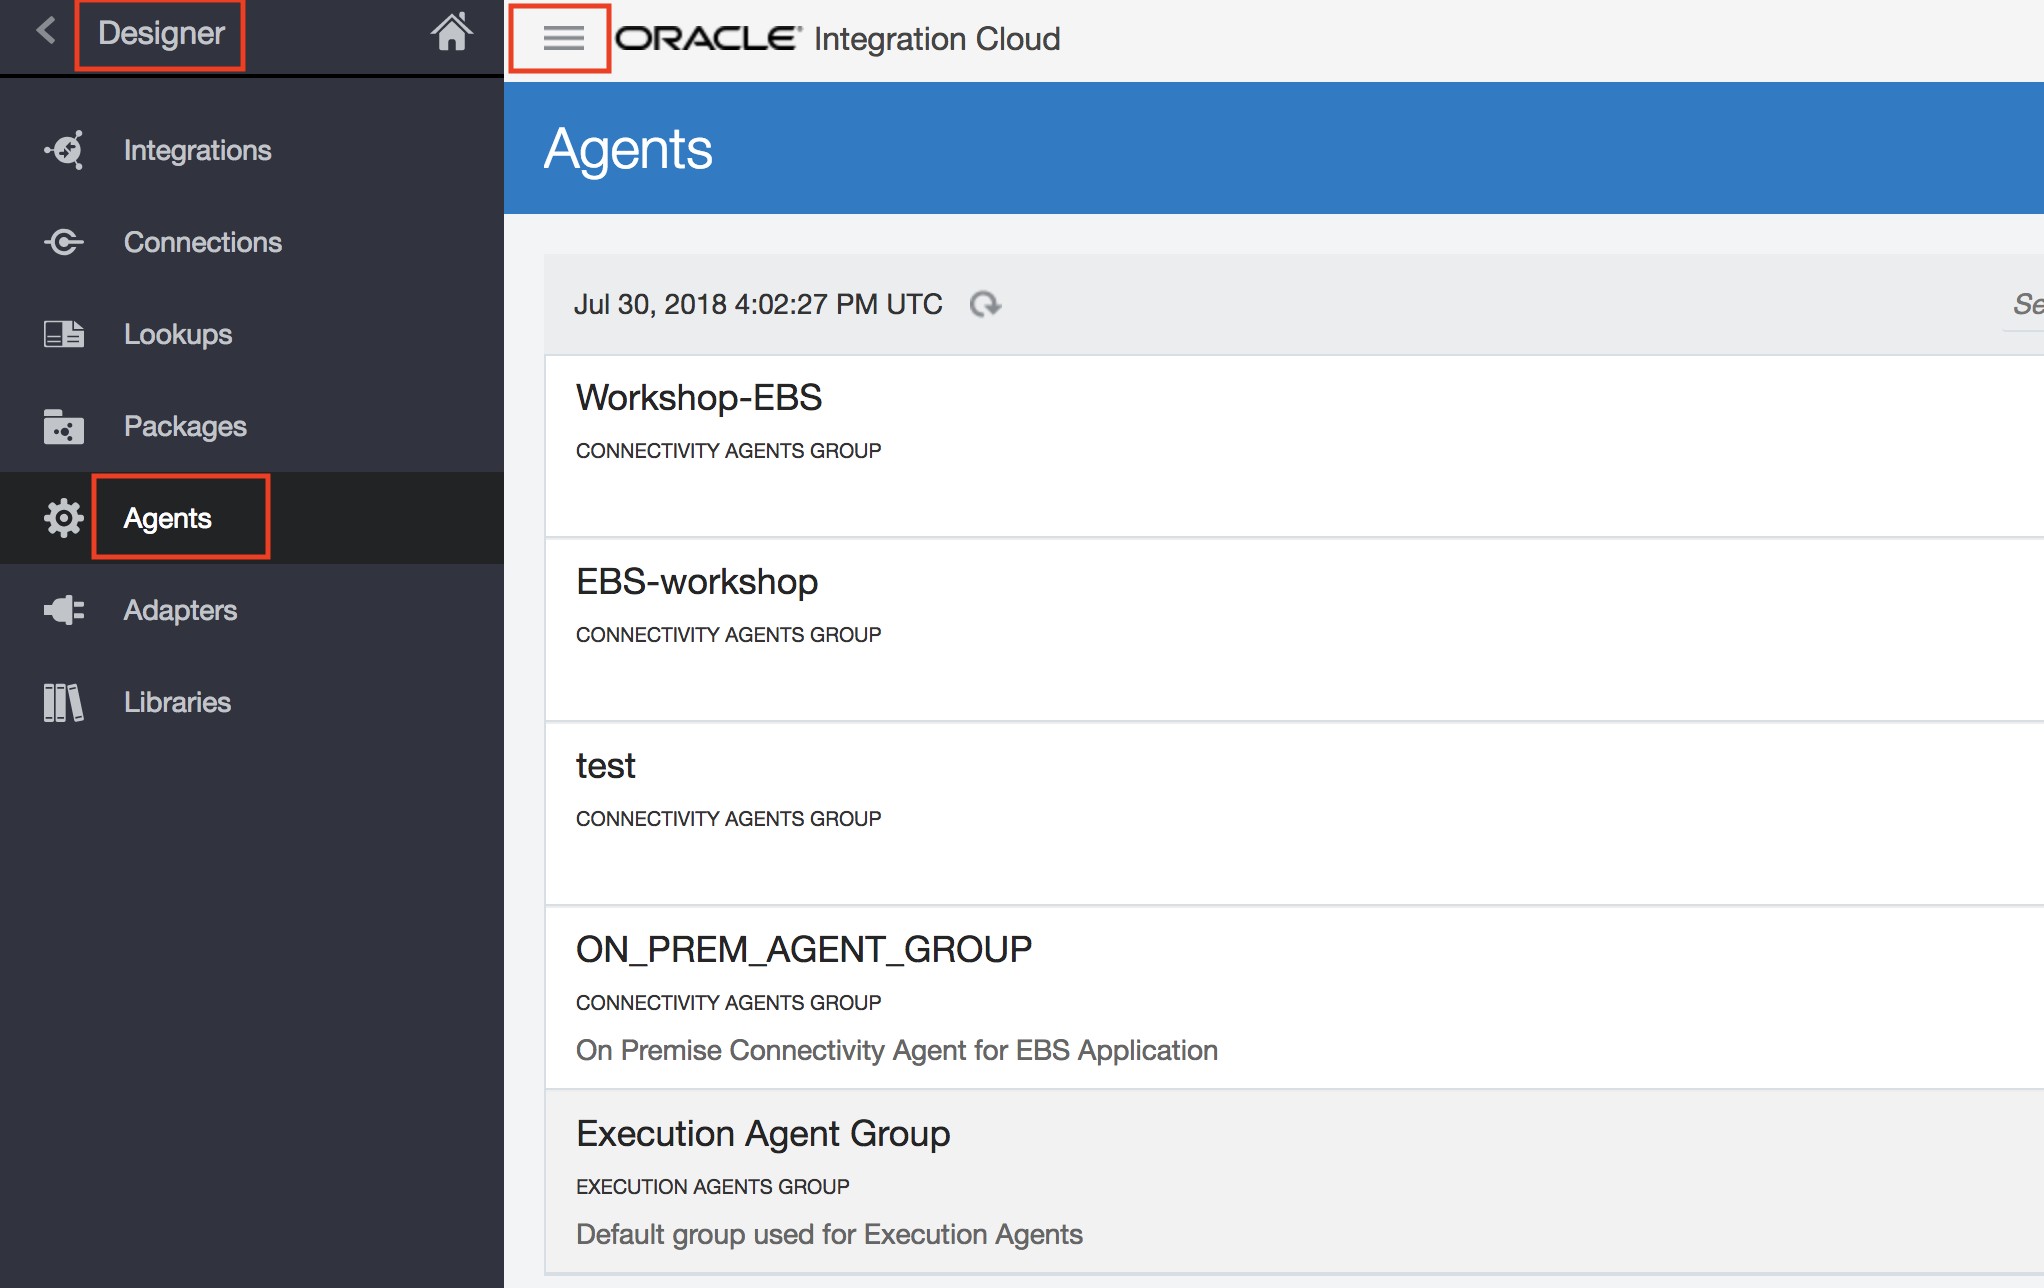 Designer
ORACLE Integration Cloud
Integrations
Connections
Lookups
Packages
Agents
Adapters
Libraries
Agents
Jul 30, 2018 4:02:27 PM UTC
Se
Workshop-EBS
CONNECTIVITY AGENTS GROUP
EBS-workshop
CONNECTIVITY AGENTS GROUP
test
CONNECTIVITY AGENTS GROUP
ON_PREM_AGENT_GROUP
CONNECTIVITY AGENTS GROUP
On Premise Connectivity Agent for EBS Application
Execution Agent Group
EXECUTION AGENTS GROUP
Default group used for Execution Agents